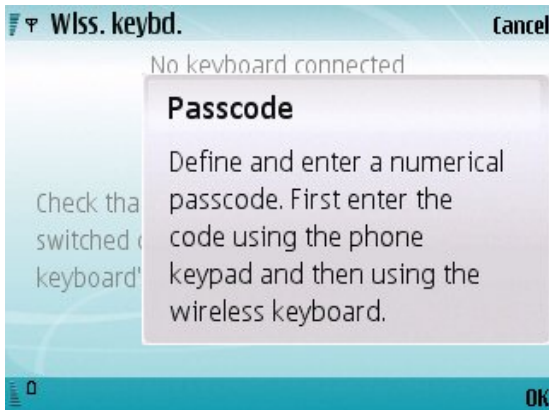 Wlss. keybd.
Cancel
No keyboard connected
Passcode
Define and enter a numerical
passcode. First enter the
code using the phone
keypad and then using the
wireless keyboard.
Check tha
switched
keyboard'
OK